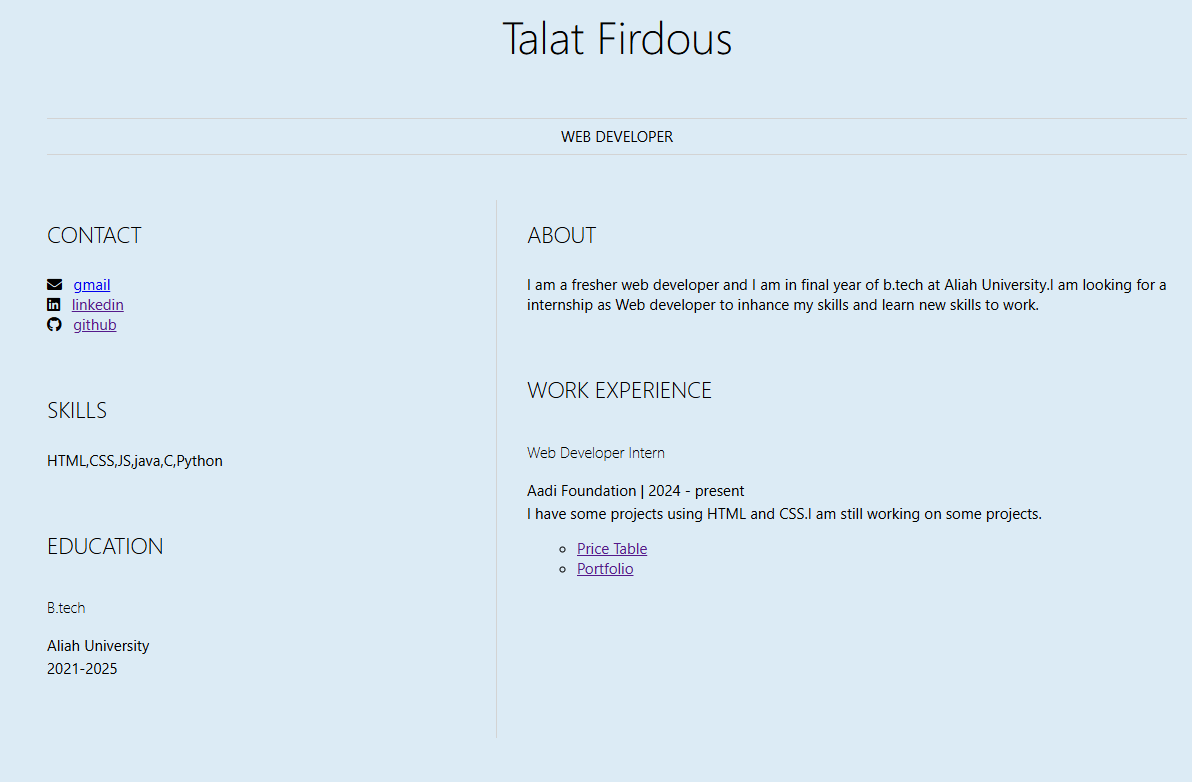 Talat Firdous
WEB DEVELOPER
CONTACT
gmail
linkedin
github
SKILLS
HTML,CSS,JS,java,C,Python
EDUCATION
B.tech
Aliah University
2021-2025
ABOUT
I am a fresher web developer and I am in final year of b.tech at Aliah University.I am looking for a
internship as Web developer to inhance my skills and learn new skills to work.
WORK EXPERIENCE
Web Developer Intern
Aadi Foundation | 2024 - present
I have some projects using HTML and CSS.I am still working on some projects.
Price Table
Portfolio